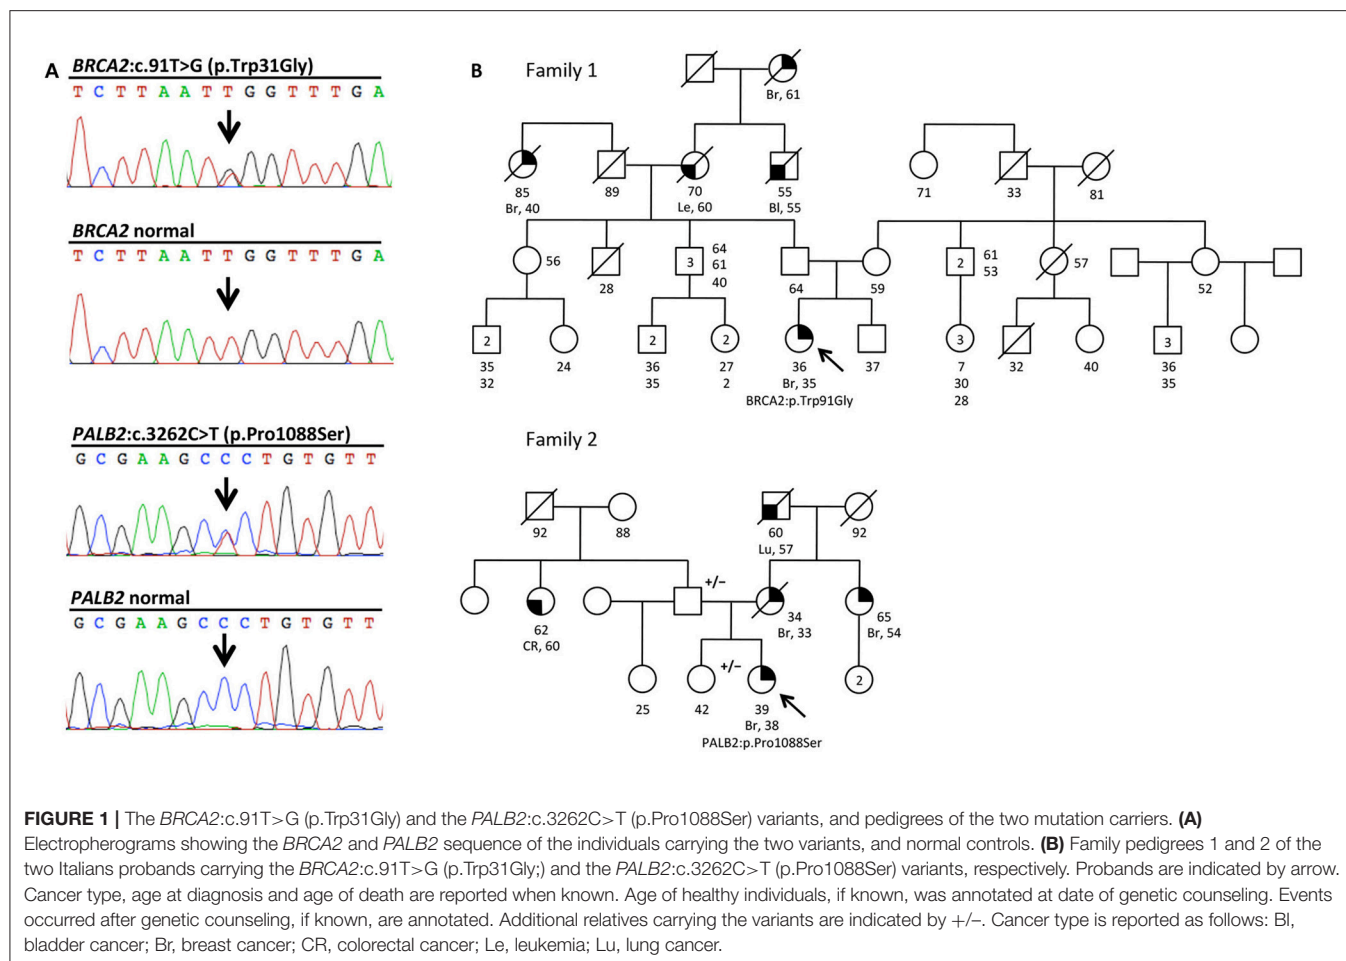 A
BRCA2:c.91T>G (p.Trp31Gly)
T C T T A A T T G G T T T G A
BRCA2 normal
T C T T A A T T G G T T T G A
PALB2:c.3262C>T (p.Pro1088Ser)
G C G A A G C C C T G T G T T
PALB2 normal
G C G A A G C C C T G T G T T
B Family 1
Br, 61
85 89 70 55 71 33 81
Br, 40 Le, 60 Bl, 55
56 28 3 64 61 40 64 59 2 61 53 57 52
2 2 2 3 3
35 24 36 27 36 37 7 32 40 36
32 35 2 Br, 35 30 35
BRCA2:p.Trp91Gly 28
Family 2
92 88 60 92
Lu, 57
+/−
62 34 65
CR, 60 Br, 33 Br, 54
+/−
2
25 42 39
Br, 38
PALB2:p.Pro1088Ser
FIGURE 1 | The BRCA2:c.91T>G (p.Trp31Gly) and the PALB2:c.3262C>T (p.Pro1088Ser) variants, and pedigrees of the two mutation carriers. (A)
Electropherograms showing the BRCA2 and PALB2 sequence of the individuals carrying the two variants, and normal controls. (B) Family pedigrees 1 and 2 of the
two Italians probands carrying the BRCA2:c.91T>G (p.Trp31Gly;) and the PALB2:c.3262C>T (p.Pro1088Ser) variants, respectively. Probands are indicated by arrow.
Cancer type, age at diagnosis and age of death are reported when known. Age of healthy individuals, if known, was annotated at date of genetic counseling. Events
occurred after genetic counseling, if known, are annotated. Additional relatives carrying the variants are indicated by +/−. Cancer type is reported as follows: Bl,
bladder cancer; Br, breast cancer; CR, colorectal cancer; Le, leukemia; Lu, lung cancer.